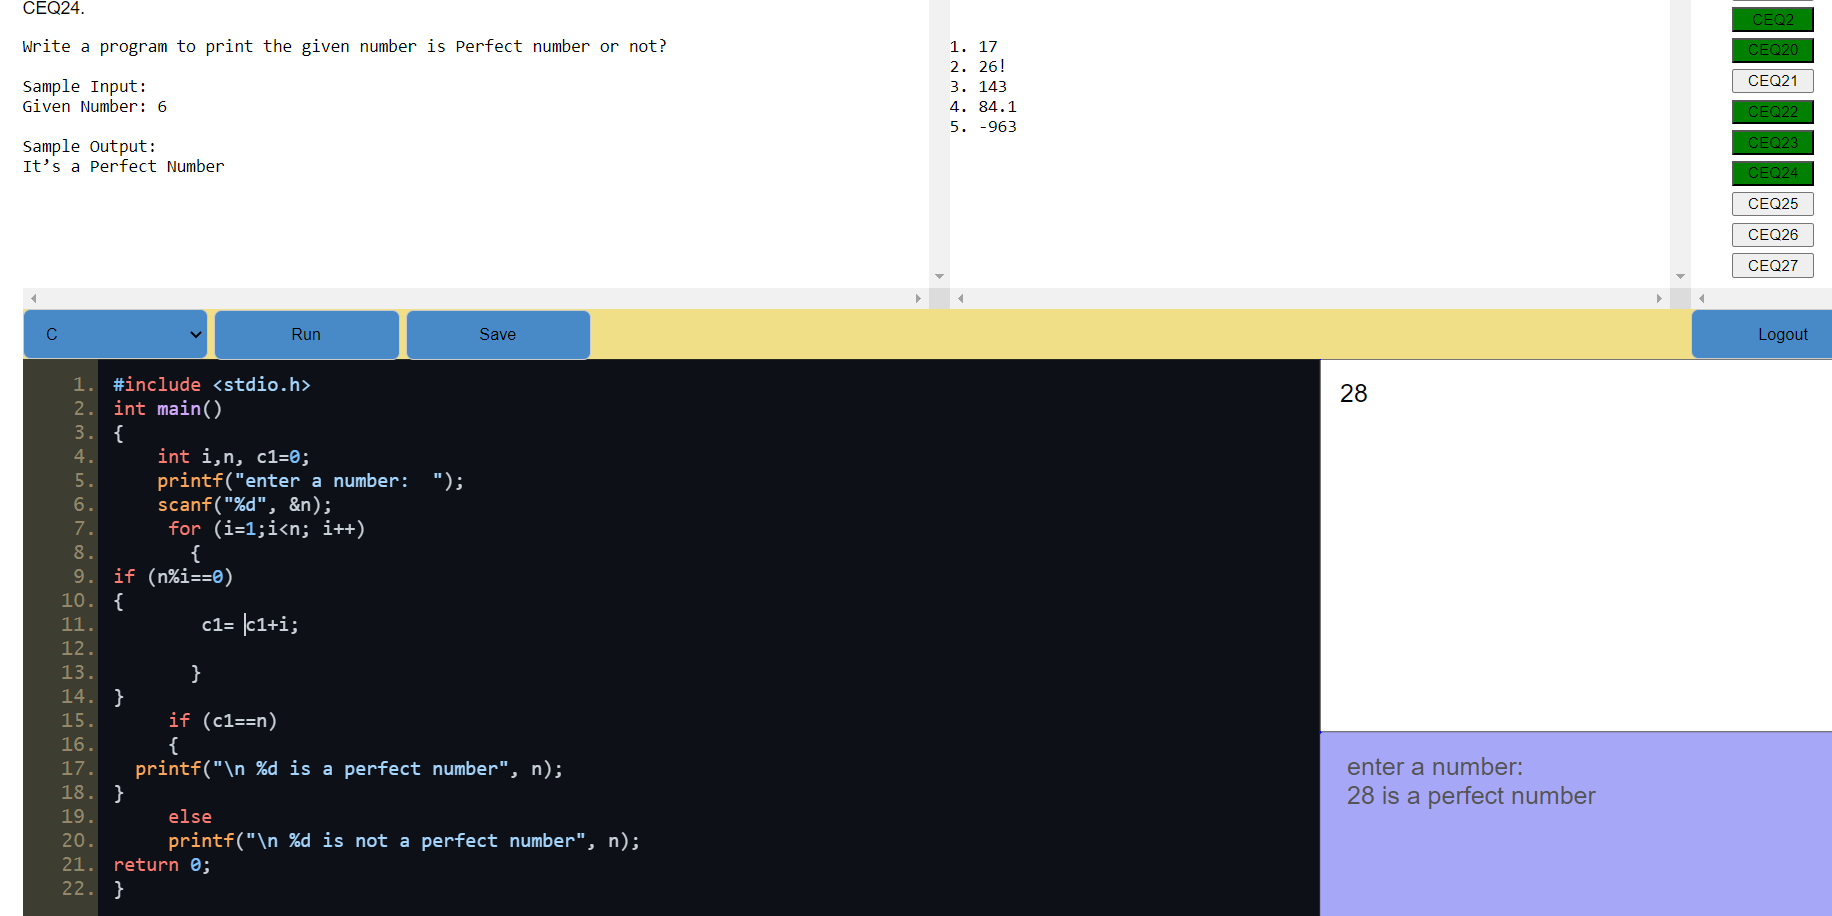 CEQ24.
Write a program to print the given number is Perfect number or not?
Sample Input:
Given Number: 6
Sample Output:
It’s a Perfect Number
1. 17
2. 26!
3. 143
4. 84.1
5. -963
CEQ2
CEQ20
CEQ21
CEQ22
CEQ23
CEQ24
CEQ25
CEQ26
CEQ27
C
Run
Save
Logout
1. #include <stdio.h>
2. int main()
3. {
4. int i,n, c1=0;
5. printf("enter a number:  ");
6. scanf("%d", &n);
7. for (i=1;i<n; i++)
8. {
9. if (n%i==0)
10. {
11. c1= c1+i;
12.
13. }
14. }
15. if (c1==n)
16. {
17. printf("\n %d is a perfect number", n);
18. }
19. else
20. printf("\n %d is not a perfect number", n);
21. return 0;
22. }
28
enter a number:
28 is a perfect number